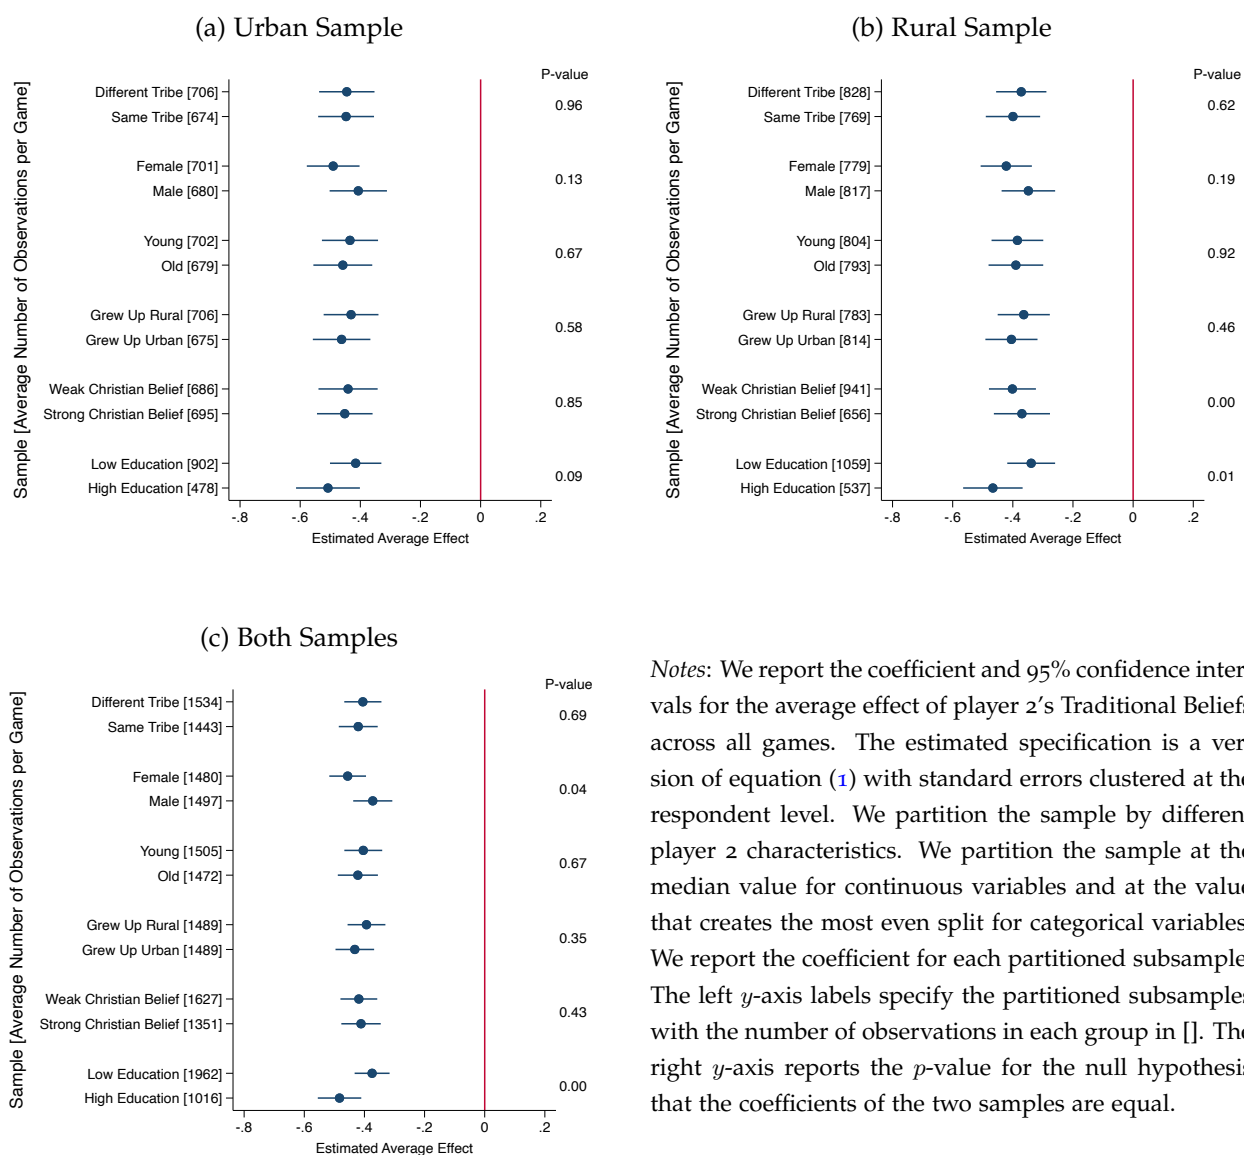 (a) Urban Sample
P-value
Different Tribe [706]
0.96
Same Tribe [674]
Female [701]
0.13
Male [680]
Young [702]
0.67
Old [679]
Grew Up Rural [706]
0.58
Grew Up Urban [675]
Weak Christian Belief [686]
0.85
Strong Christian Belief [695]
Low Education [902]
0.09
High Education [478]
Sample [Average Number of Observations per Game]
-.8 -.6 -.4 -.2 0 .2
Estimated Average Effect
(b) Rural Sample
P-value
Different Tribe [828]
0.62
Same Tribe [769]
Female [779]
0.19
Male [817]
Young [804]
0.92
Old [793]
Grew Up Rural [783]
0.46
Grew Up Urban [814]
Weak Christian Belief [941]
0.00
Strong Christian Belief [656]
Low Education [1059]
0.01
High Education [537]
Sample [Average Number of Observations per Game]
-.8 -.6 -.4 -.2 0 .2
Estimated Average Effect
(c) Both Samples
P-value
Different Tribe [1534]
0.69
Same Tribe [1443]
Female [1480]
0.04
Male [1497]
Young [1505]
0.67
Old [1472]
Grew Up Rural [1489]
0.35
Grew Up Urban [1489]
Weak Christian Belief [1627]
0.43
Strong Christian Belief [1351]
Low Education [1962]
0.00
High Education [1016]
Sample [Average Number of Observations per Game]
-.8 -.6 -.4 -.2 0 .2
Estimated Average Effect
Notes: We report the coefficient and 95% confidence inter
vals for the average effect of player 2's Traditional Beliefs
across all games. The estimated specification is a ver
sion of equation (1) with standard errors clustered at the
respondent level. We partition the sample by differen
player 2 characteristics. We partition the sample at the
median value for continuous variables and at the value
that creates the most even split for categorical variables
We report the coefficient for each partitioned subsample
The left y-axis labels specify the partitioned subsamples
with the number of observations in each group in []. The
right y-axis reports the p-value for the null hypothesis
that the coefficients of the two samples are equal.